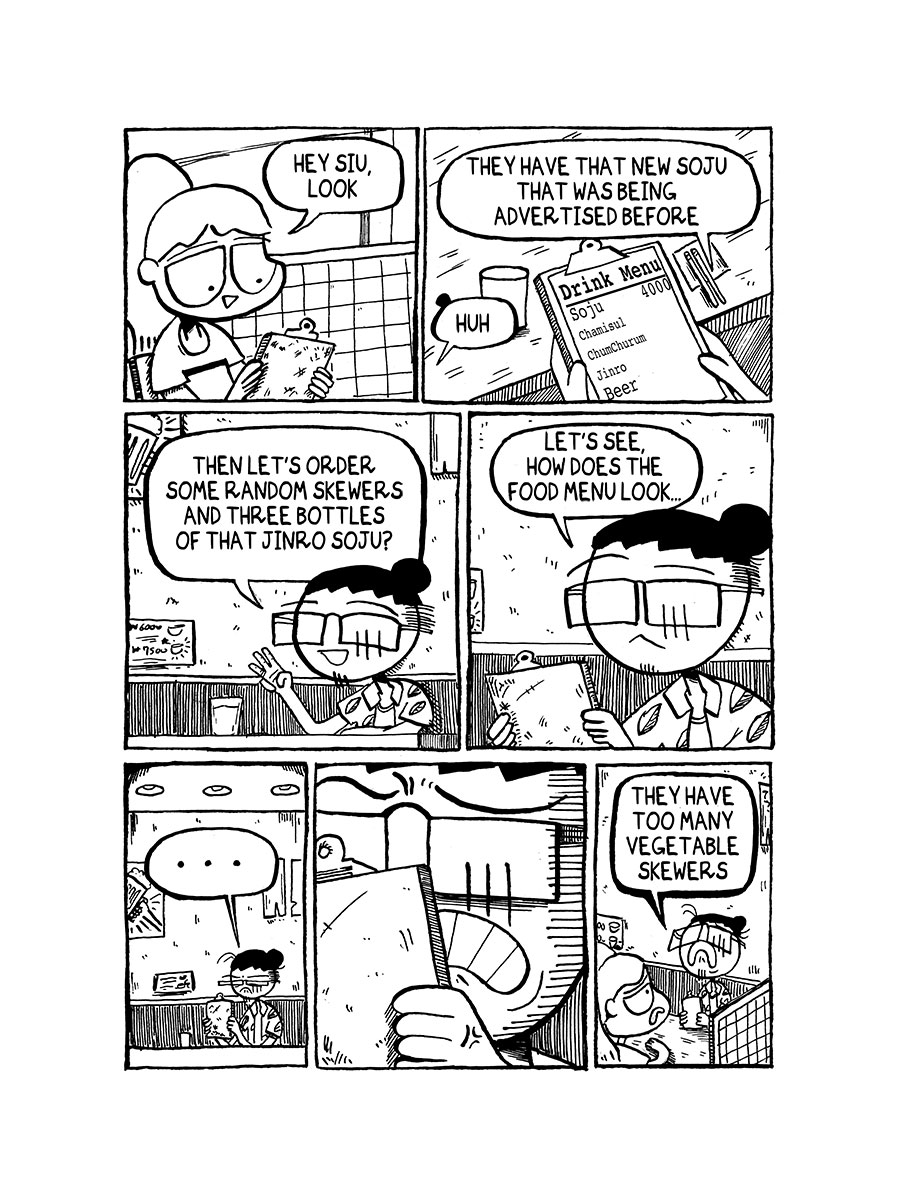 HEY SIU,
LOOK
THEY HAVE THAT NEW SOJU
THAT WAS BEING
ADVERTISED BEFORE
HUH
Drink Menu
Soju 4000
Chamisul
ChumChurum
Jinro
Beer
THEN LET'S ORDER
SOME RANDOM SKEWERS
AND THREE BOTTLES
OF THAT JINRO SOJU?
₩6000
₩7500
LET'S SEE,
HOW DOES THE
FOOD MENU LOOK...
...
THEY HAVE
TOO MANY
VEGETABLE
SKEWERS